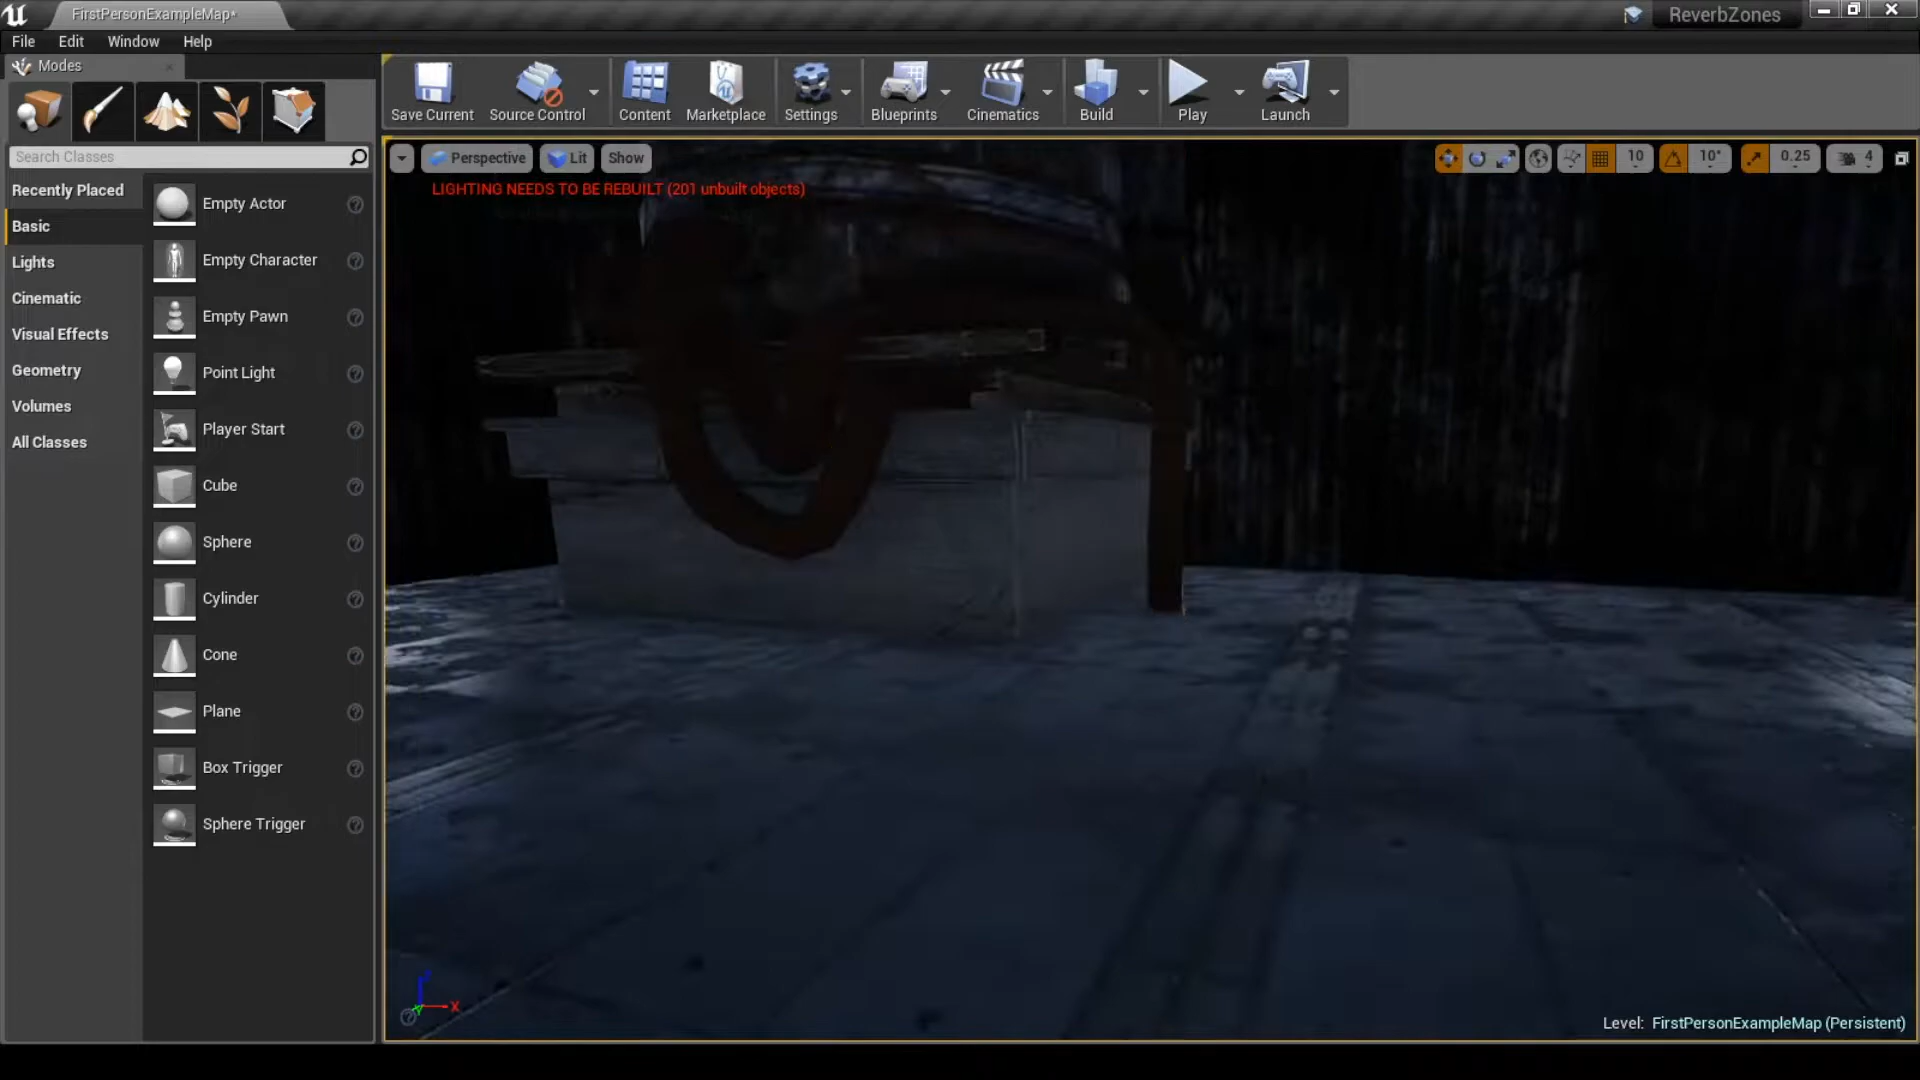 FirstPersonExampleMap*
ReverbZones
File
Edit
Window
Help
Modes
Save Current
Source Control
Content
Marketplace
Settings
Blueprints
Cinematics
Build
Play
Launch
Search Classes
Perspective
Lit
Show
10
10°
0.25
4
LIGHTING NEEDS TO BE REBUILT (201 unbuilt objects)
Recently Placed
Basic
Lights
Cinematic
Visual Effects
Geometry
Volumes
All Classes
Empty Actor
Empty Character
Empty Pawn
Point Light
Player Start
Cube
Sphere
Cylinder
Cone
Plane
Box Trigger
Sphere Trigger
X
Level: FirstPersonExampleMap (Persistent)